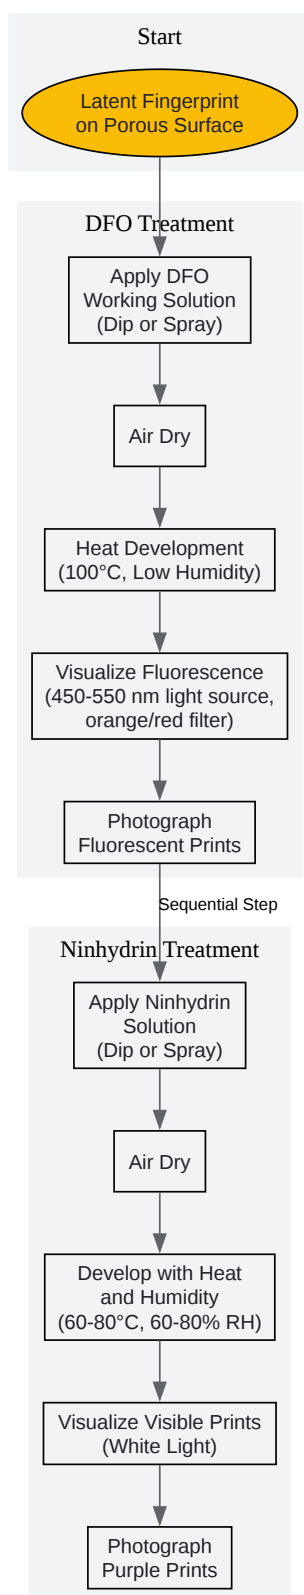 Start
Latent Fingerprint
on Porous Surface
DFO Treatment
Apply DFO
Working Solution
(Dip or Spray)
Air Dry
Heat Development
(100°C, Low Humidity)
Visualize Fluorescence
(450-550 nm light source,
orange/red filter)
Photograph
Fluorescent Prints
Sequential Step
Ninhydrin Treatment
Apply Ninhydrin
Solution
(Dip or Spray)
Air Dry
Develop with Heat
and Humidity
(60-80°C, 60-80% RH)
Visualize Visible Prints
(White Light)
Photograph
Purple Prints